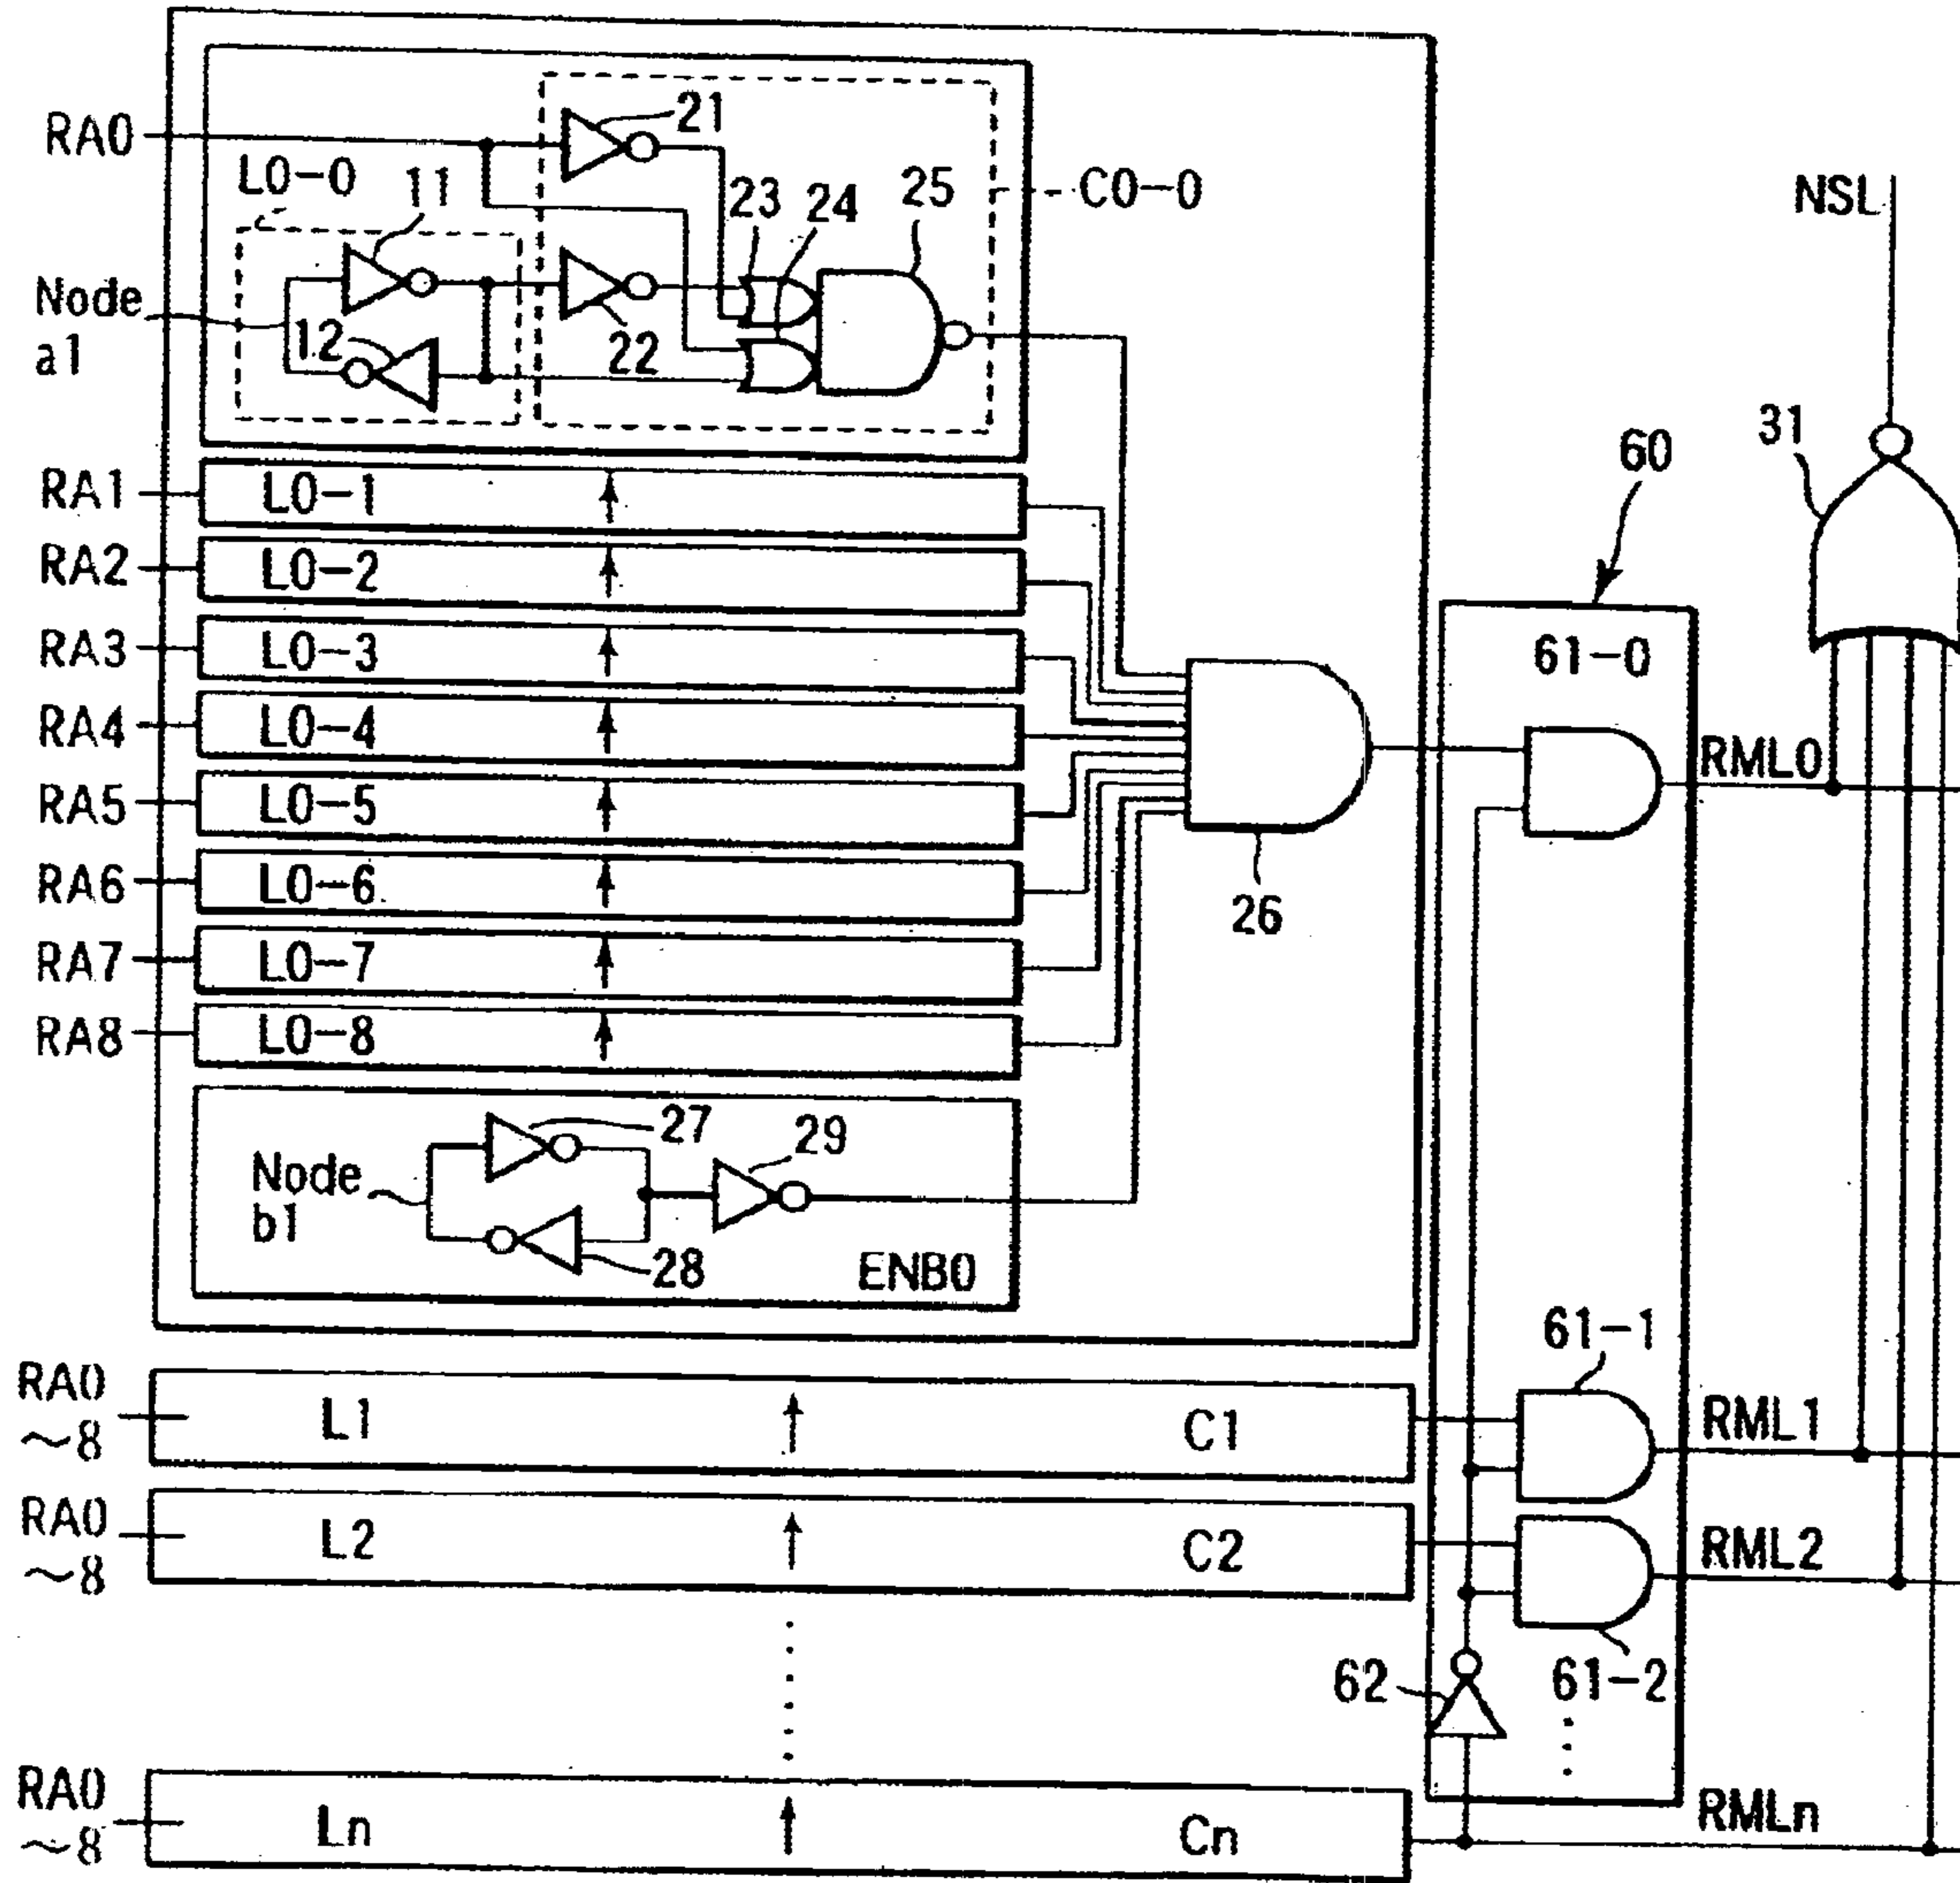 RA0
L0-0
11
21
23
24
25
C0-0
NSL
Node
a1
12
22
31
60
RA1
L0-1
RA2
L0-2
RA3
L0-3
61-0
RA4
L0-4
RML0
RA5
L0-5
RA6
L0-6
26
RA7
L0-7
RA8
L0-8
27
29
Node
b1
28
ENB0
61-1
RA0
~8
L1
C1
RML1
RA0
~8
L2
C2
RML2
62
61-2
RA0
~8
Ln
Cn
RMLn